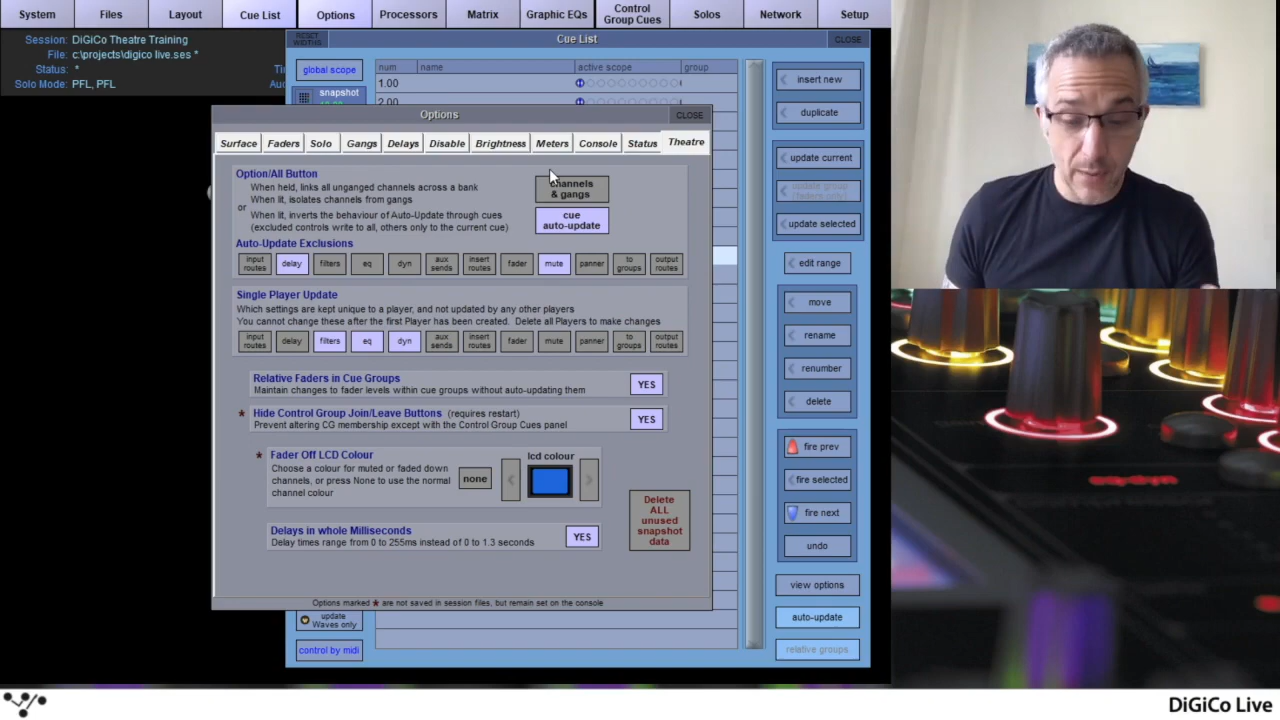 System Files Layout Cue List Options Processors Matrix Graphic EQs Control Group Cues Solos Network Setup
Session: DiGiCo Theatre Training
File: c:\projects\digico live.ses *
Status: *
Solo Mode: PFL, PFL
Cue List
CLOSE
global scope
snapshot
num name active scope group
1.00
2.00
insert new
duplicate
update current
update group
(faders only)
update selected
edit range
move
rename
renumber
delete
fire prev
fire selected
fire next
undo
view options
auto-update
relative groups
Options
CLOSE
Surface Faders Solo Gangs Delays Disable Brightness Meters Console Status Theatre
Option/All Button
When held, links all unganged channels across a bank
When lit, isolates channels from gangs
or
When lit, inverts the behaviour of Auto-Update through cues
(excluded controls write to all, others only to the current cue)
channels
& gangs
cue
auto-update
Auto-Update Exclusions
input routes delay filters eq dyn aux sends insert routes fader mute panner to groups output routes
Single Player Update
Which settings are kept unique to a player, and not updated by any other players
You cannot change these after the first Player has been created. Delete all Players to make changes
input routes delay filters eq dyn aux sends insert routes fader mute panner to groups output routes
Relative Faders in Cue Groups
Maintain changes to fader levels within cue groups without auto-updating them
YES
* Hide Control Group Join/Leave Buttons (requires restart)
Prevent altering CG membership except with the Control Group Cues panel
YES
* Fader Off LCD Colour
Choose a colour for muted or faded down
channels, or press None to use the normal
channel colour
none
lcd colour
Delays in whole Milliseconds
Delay times range from 0 to 255ms instead of 0 to 1.3 seconds
YES
Delete
ALL
unused
snapshot
data
Options marked * are not saved in session files, but remain set on the console
update
Waves only
control by midi
DiGiCo Live